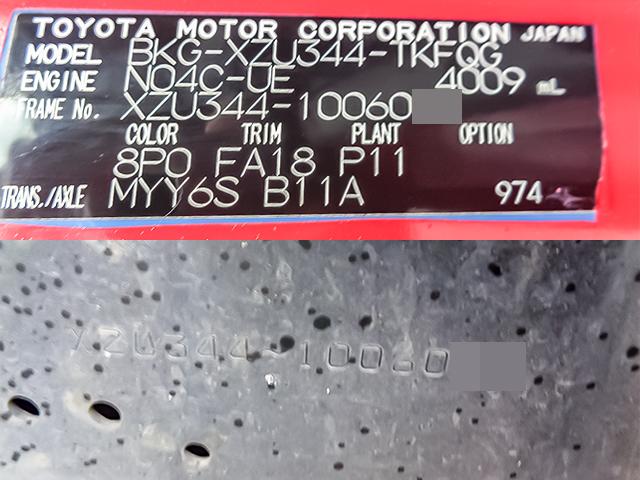 TOYOTA MOTOR CORPORATION JAPAN
MODEL BKG-XZU344-TKFQG
ENGINE N04C-UE 4009 mL
FRAME No. XZU344-10060
COLOR TRIM PLANT OPTION
8P0 FA18 P11
TRANS./AXLE MYY6S B11A 974
XZU344-10060